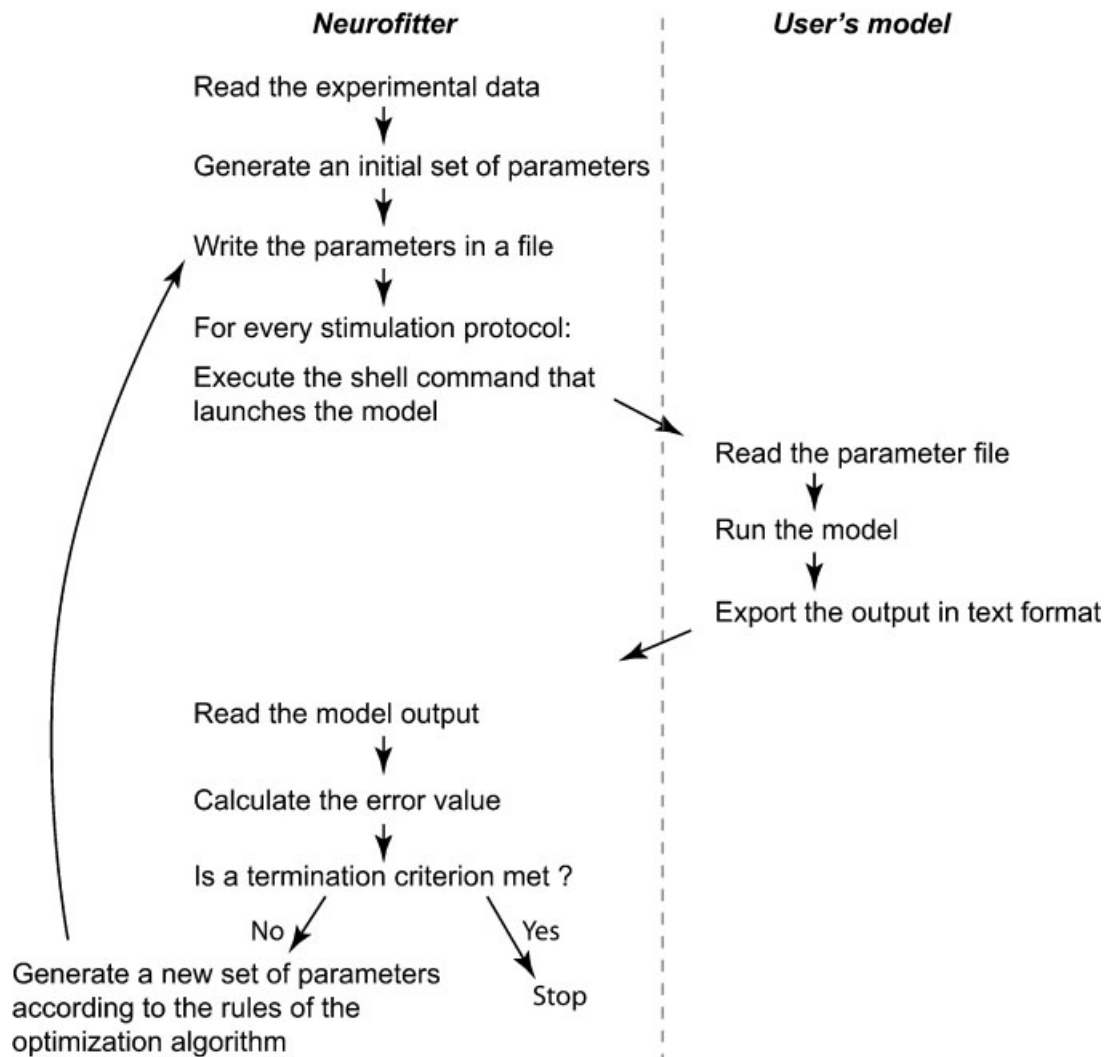 Neurofitter
User's model
Read the experimental data
Generate an initial set of parameters
Write the parameters in a file
For every stimulation protocol:
Execute the shell command that
launches the model
Read the parameter file
Run the model
Export the output in text format
Read the model output
Calculate the error value
Is a termination criterion met ?
No
Yes
Generate a new set of parameters
according to the rules of the
optimization algorithm
Stop